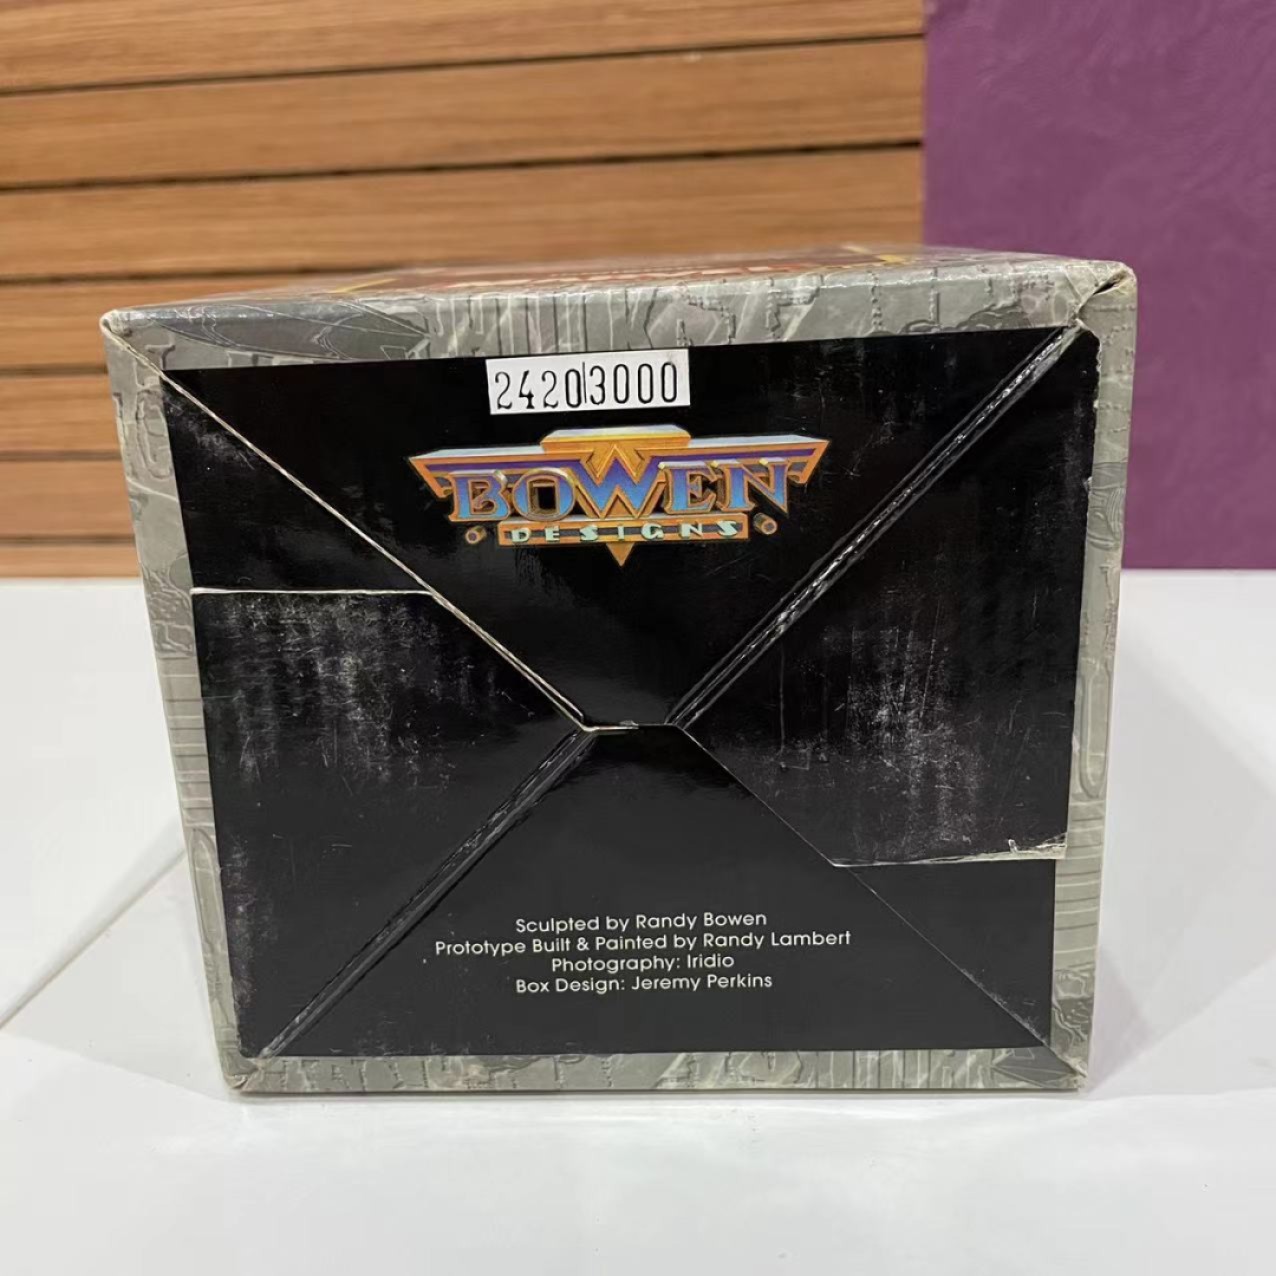 2420/3000
BOWEN
DESIGNS
Sculpted by Randy Bowen
Prototype Built & Painted by Randy Lambert
Photography: Iridio
Box Design: Jeremy Perkins